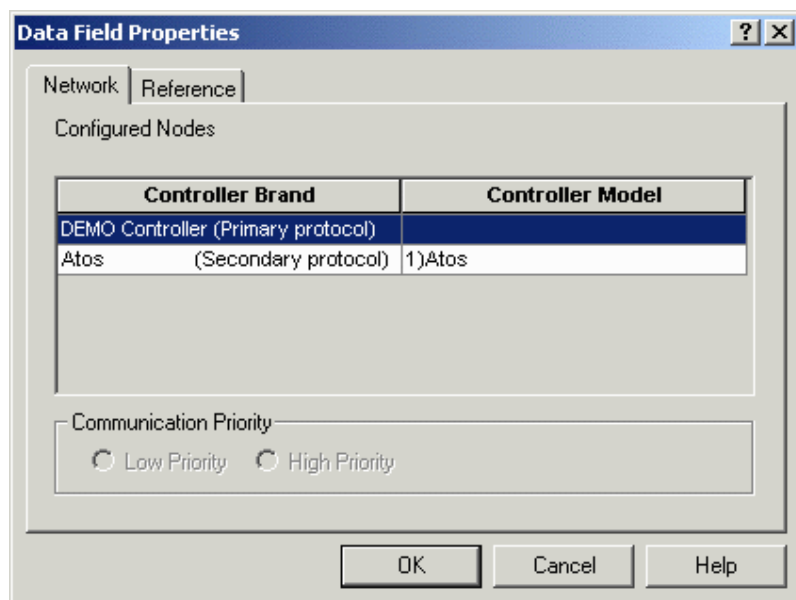 Data Field Properties
Network Reference
Configured Nodes
Controller Brand Controller Model
DEMO Controller (Primary protocol)
Atos (Secondary protocol) 1)Atos
Communication Priority
Low Priority High Priority
OK Cancel Help